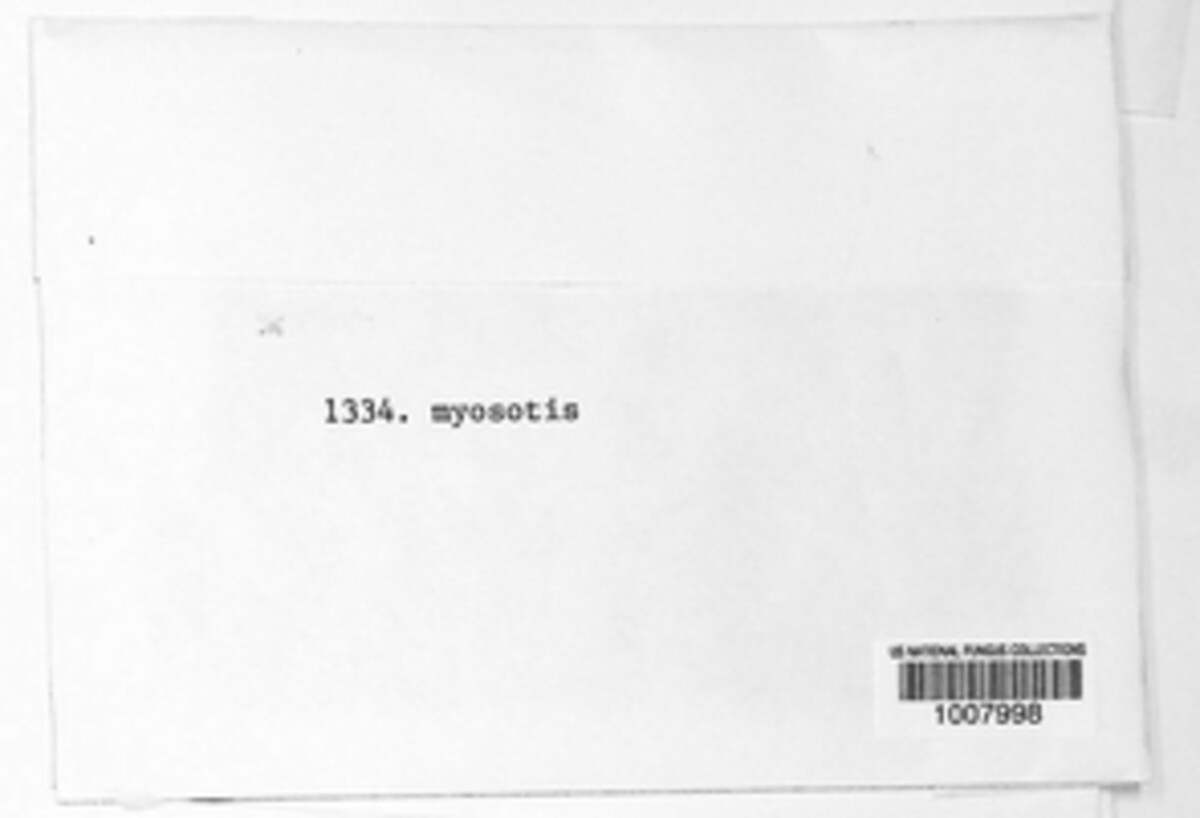 1334. myosotis
US NATIONAL FUNGUS COLLECTIONS
1007998